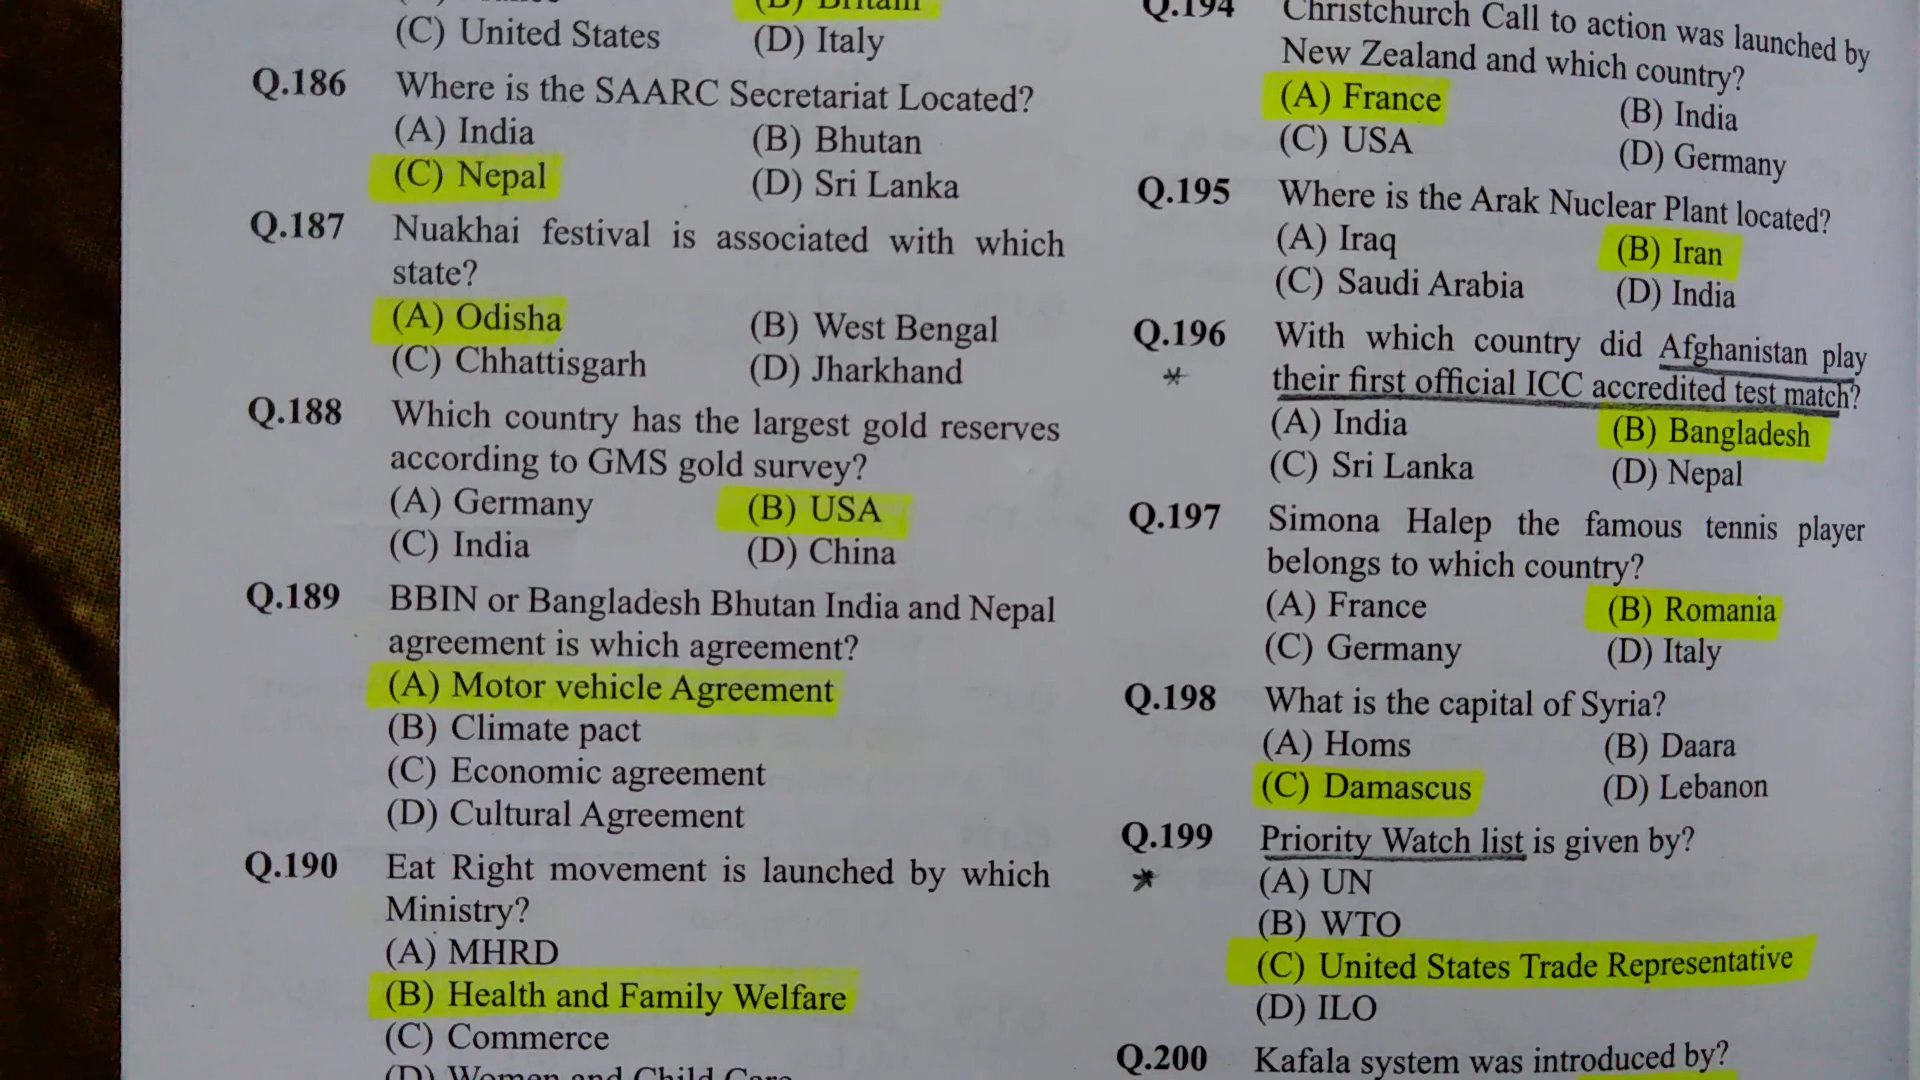 (C) United States (D) Italy
Q.186 Where is the SAARC Secretariat Located?
(A) India (B) Bhutan
(C) Nepal (D) Sri Lanka
Q.187 Nuakhai festival is associated with which
state?
(A) Odisha (B) West Bengal
(C) Chhattisgarh (D) Jharkhand
Q.188 Which country has the largest gold reserves
according to GMS gold survey?
(A) Germany (B) USA
(C) India (D) China
Q.189 BBIN or Bangladesh Bhutan India and Nepal
agreement is which agreement?
(A) Motor vehicle Agreement
(B) Climate pact
(C) Economic agreement
(D) Cultural Agreement
Q.190 Eat Right movement is launched by which
Ministry?
(A) MHRD
(B) Health and Family Welfare
(C) Commerce
(D) Women and Child Care
Q.194 Christchurch Call to action was launched by
New Zealand and which country?
(A) France (B) India
(C) USA (D) Germany
Q.195 Where is the Arak Nuclear Plant located?
(A) Iraq (B) Iran
(C) Saudi Arabia (D) India
Q.196 With which country did Afghanistan play
their first official ICC accredited test match?
(A) India (B) Bangladesh
(C) Sri Lanka (D) Nepal
Q.197 Simona Halep the famous tennis player
belongs to which country?
(A) France (B) Romania
(C) Germany (D) Italy
Q.198 What is the capital of Syria?
(A) Homs (B) Daara
(C) Damascus (D) Lebanon
Q.199 Priority Watch list is given by?
(A) UN
(B) WTO
(C) United States Trade Representative
(D) ILO
Q.200 Kafala system was introduced by?